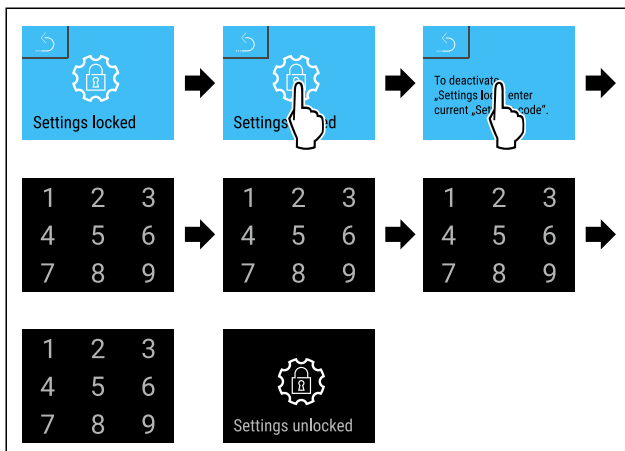 Settings locked
Settings
To deactivate
„Settings lock enter
current „Set code".
1 2 3
4 5 6
7 8 9
1 2 3
4 5 6
7 8 9
1 2 3
4 5 6
7 8 9
1 2 3
4 5 6
7 8 9
Settings unlocked